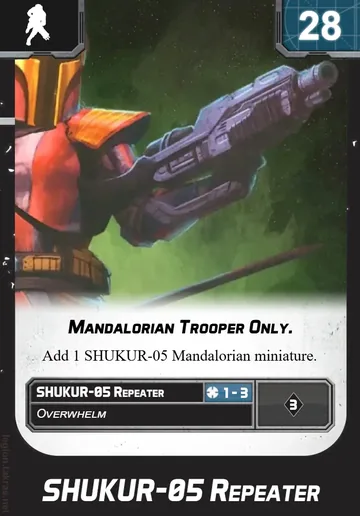 28
MANDALORIAN TROOPER ONLY.
Add 1 SHUKUR-05 Mandalorian miniature.
SHUKUR-05 REPEATER 1 - 3
OVERWHELM
3
SHUKUR-05 REPEATER